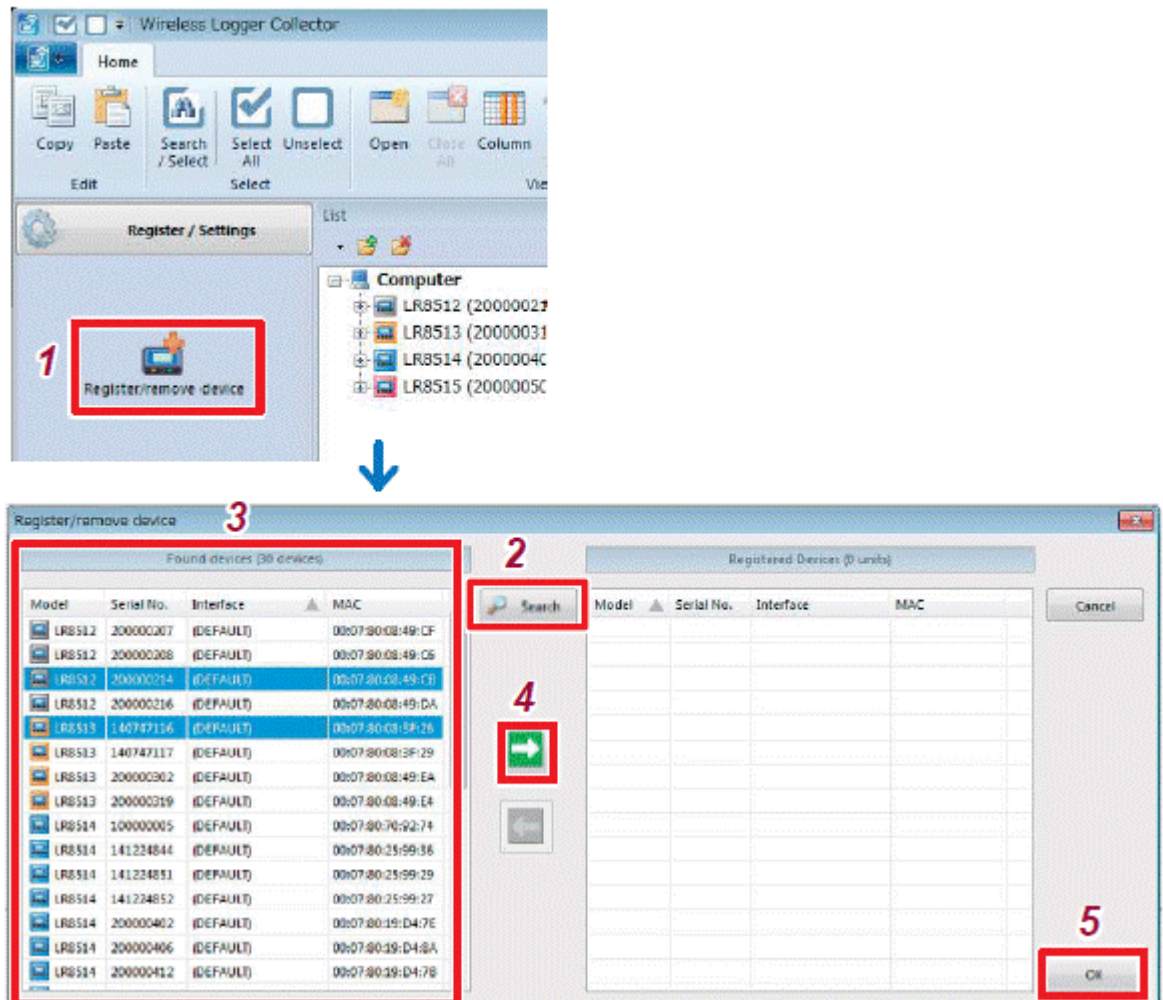 Wireless Logger Collector
Home
Copy Paste Search / Select Select All Unselect Open Close All Column
Edit Select
Register / Settings
List
Computer
LR8512 (2000002
LR8513 (20000031
1
LR8514 (2000004
Register/remove device
LR8515 (2000005
Register/remove device
3
Found devices (30 devices)
2
Registered Devices (0 units)
Model Serial No. Interface MAC
Search
Model Serial No. Interface MAC
Cancel
LR8512 200000207 (DEFAULT) 00:07:80:08:49:CF
LR8512 200000208 (DEFAULT)
LR8512 200000214 (DEFAULT)
LR8512 200000216 (DEFAULT) 00:07:80:08:49:DA
4
LR8513 140747116 (DEFAULT)
LR8513 140747117 (DEFAULT) 00:07:80:08:3F:29
LR8513 200000302 (DEFAULT) 00:07:80:08:49:EA
LR8513 200000319 (DEFAULT) 00:07:80:08:49:E4
LR8514 100000005 (DEFAULT) 00:07:80:70:92:74
LR8514 141224844 (DEFAULT) 00:07:80:25:99:36
LR8514 141224851 (DEFAULT) 00:07:80:25:99:29
LR8514 141224852 (DEFAULT) 00:07:80:25:99:27
LR8514 200000402 (DEFAULT) 00:07:80:19:D4:7E
5
LR8514 200000406 (DEFAULT) 00:07:80:19:D4:8A
LR8514 200000412 (DEFAULT) 00:07:80:19:D4:78
OK